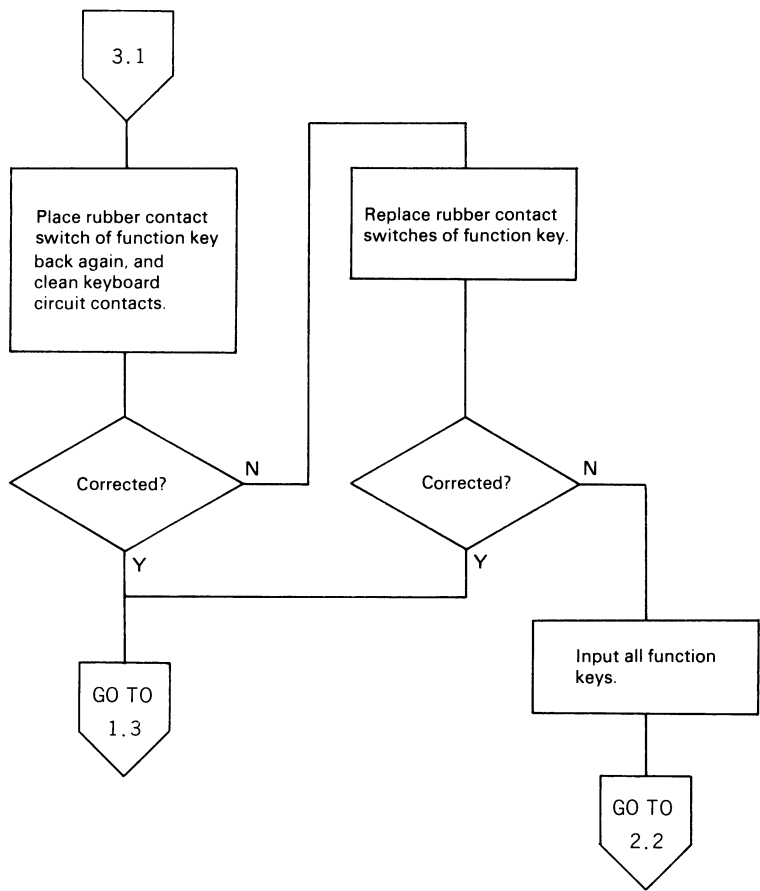 3.1
Place rubber contact
switch of function key
back again, and
clean keyboard
circuit contacts.
Corrected?
N
Y
Replace rubber contact
switches of function key.
Corrected?
N
Y
Input all function
keys.
GO TO
1.3
GO TO
2.2